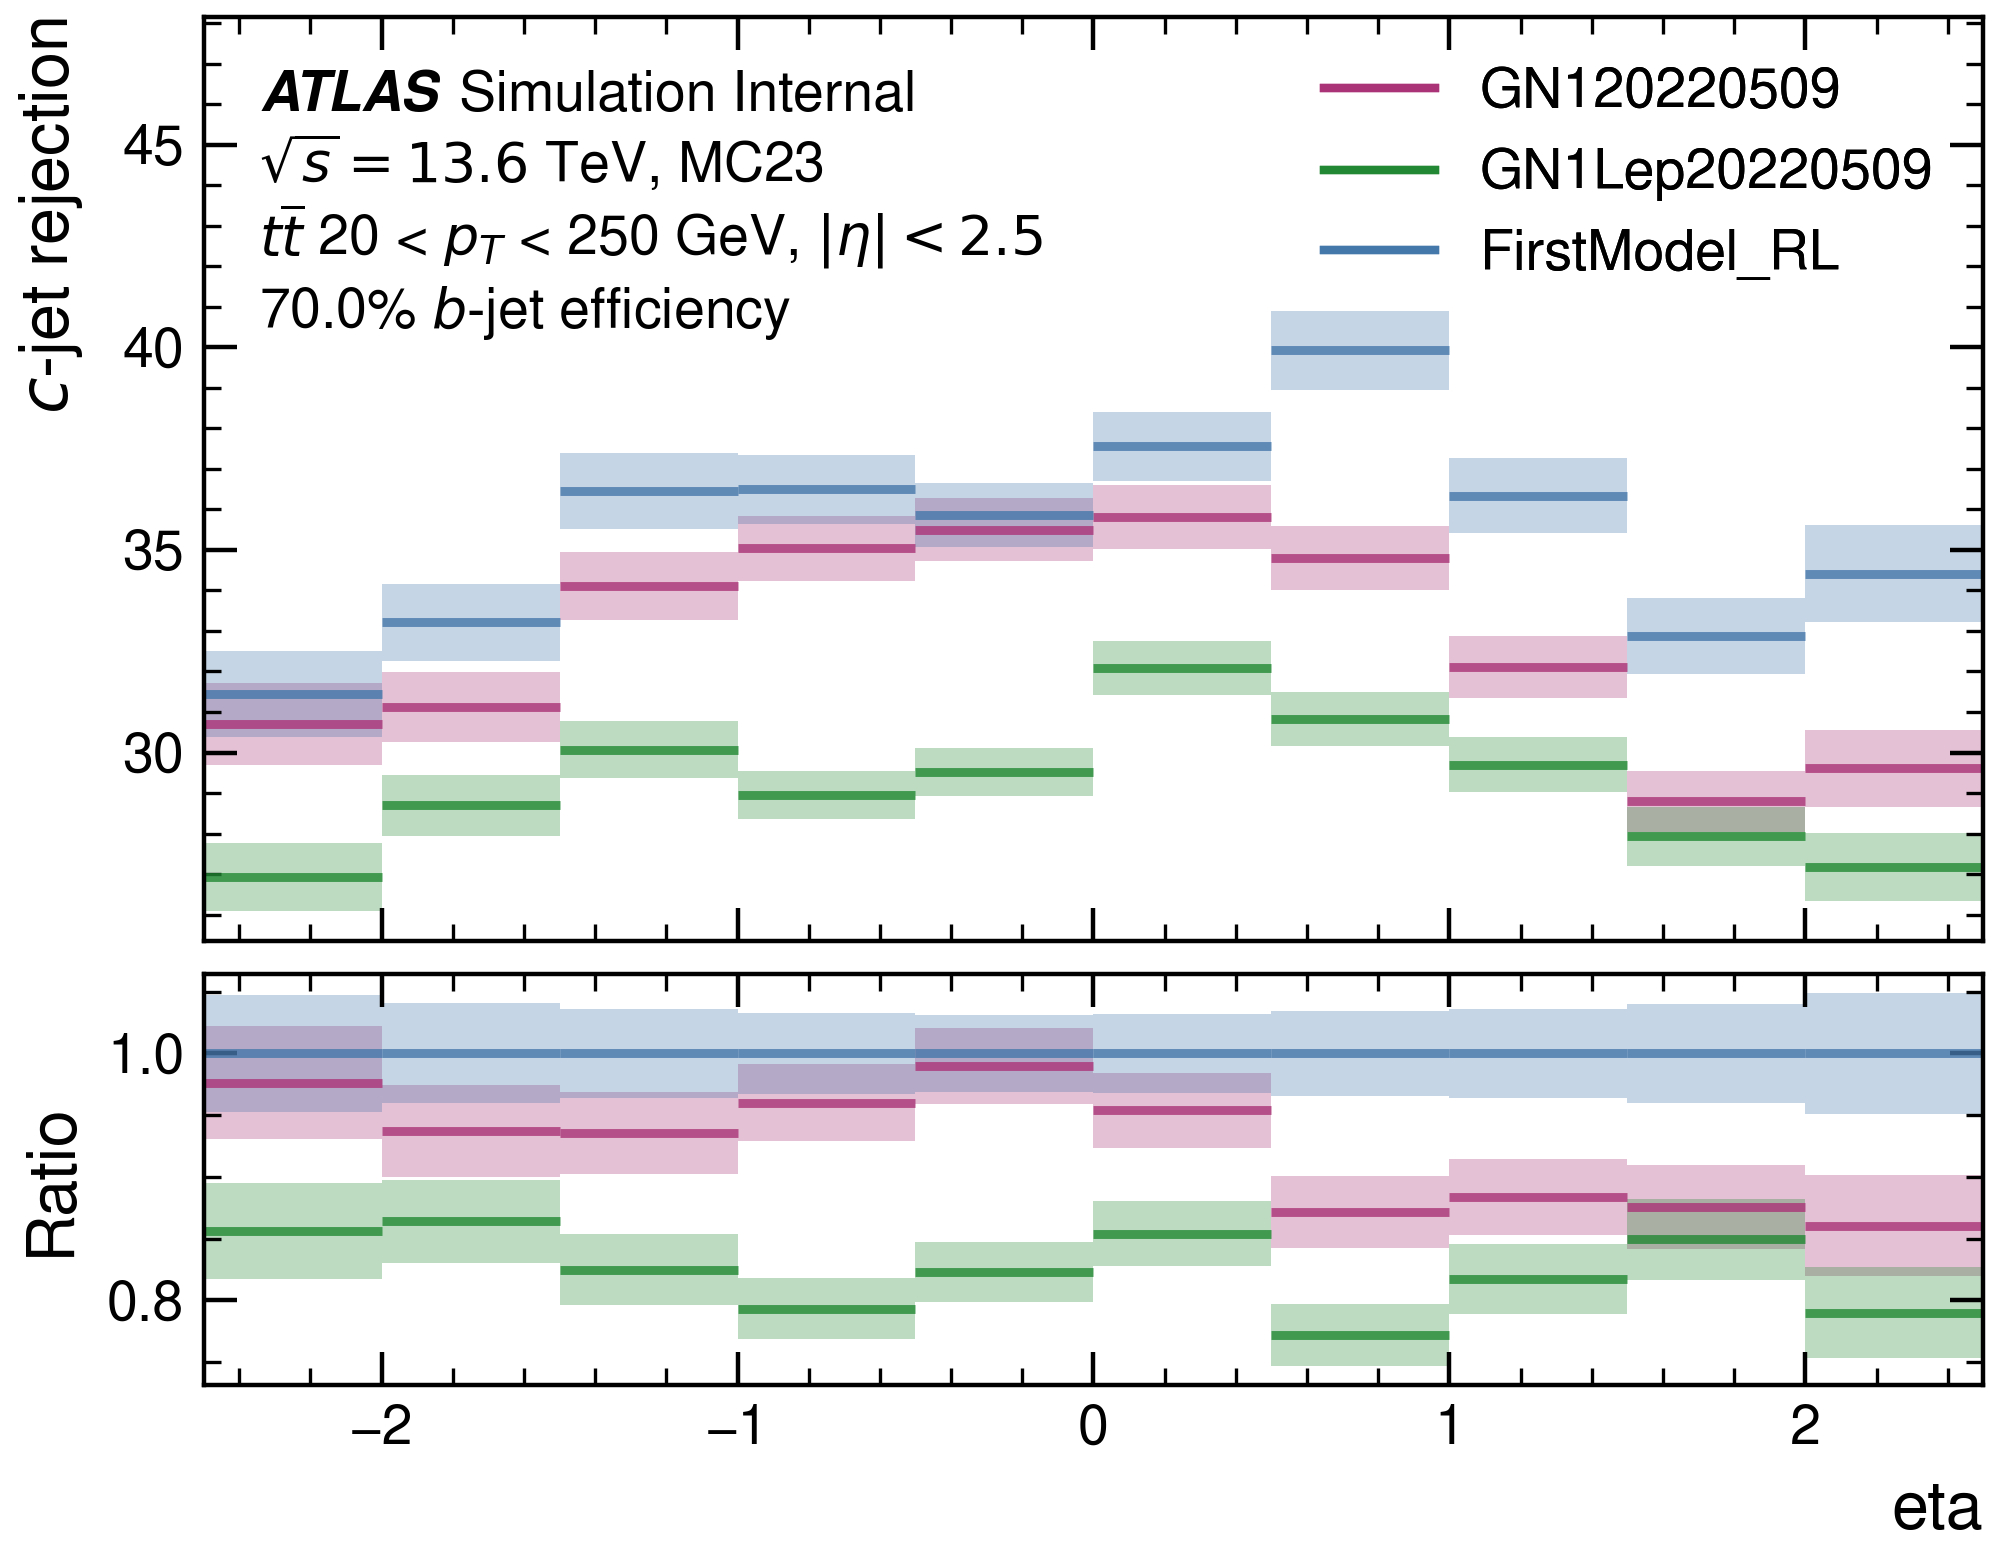 c-jet rejection
ATLAS Simulation Internal
√s = 13.6 TeV, MC23
tt̄ 20 < p_T < 250 GeV, |η| < 2.5
70.0% b-jet efficiency
GN120220509
GN1Lep20220509
FirstModel_RL
45
40
35
30
Ratio
1.0
0.8
−2 −1 0 1 2
eta